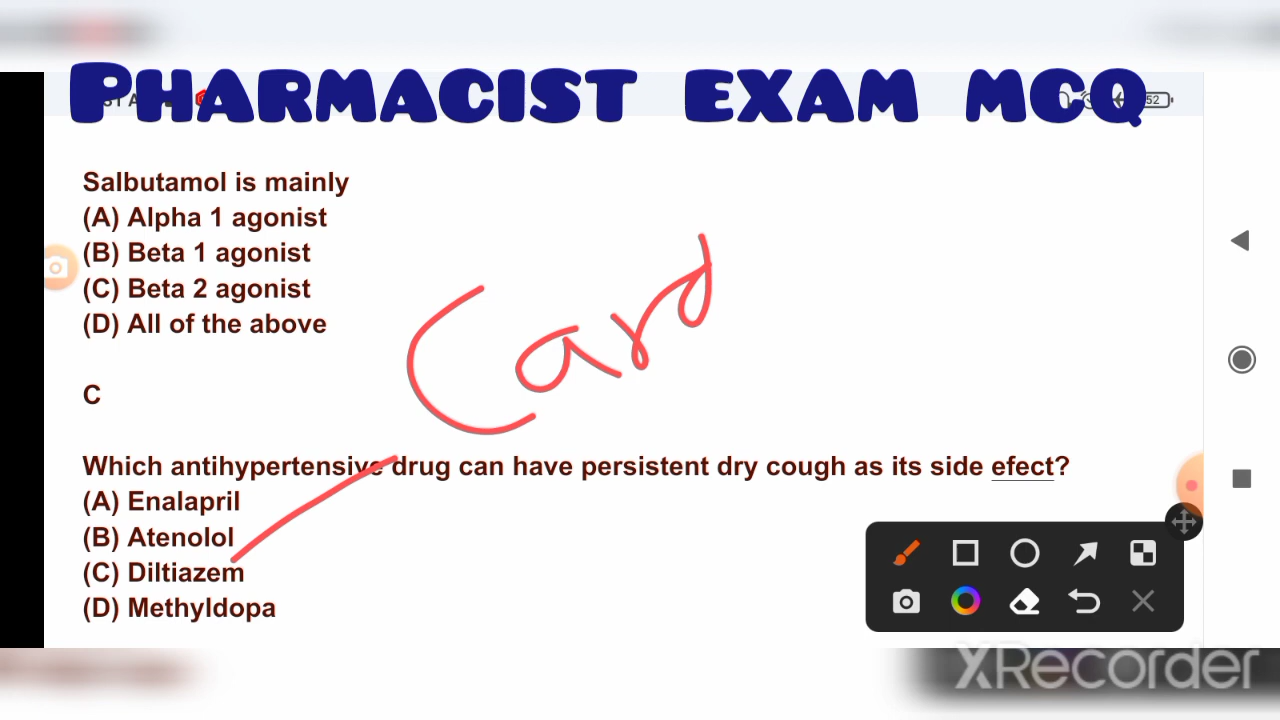 PHARMACIST EXAM MCQ
52
Salbutamol is mainly
(A) Alpha 1 agonist
(B) Beta 1 agonist
(C) Beta 2 agonist
(D) All of the above
Card
C
Which antihypertensive drug can have persistent dry cough as its side efect?
(A) Enalapril
(B) Atenolol
(C) Diltiazem
(D) Methyldopa
XRecorder